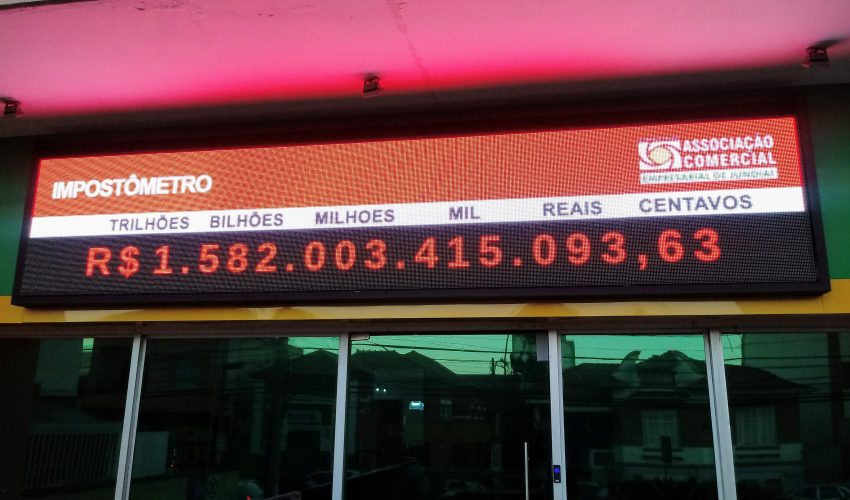 IMPOSTÔMETRO
ASSOCIAÇÃO
COMERCIAL
EMPRESARIAL DE JUNDIAÍ
TRILHÕES BILHÕES MILHOES MIL REAIS CENTAVOS
R$1.582.003.415.093,63